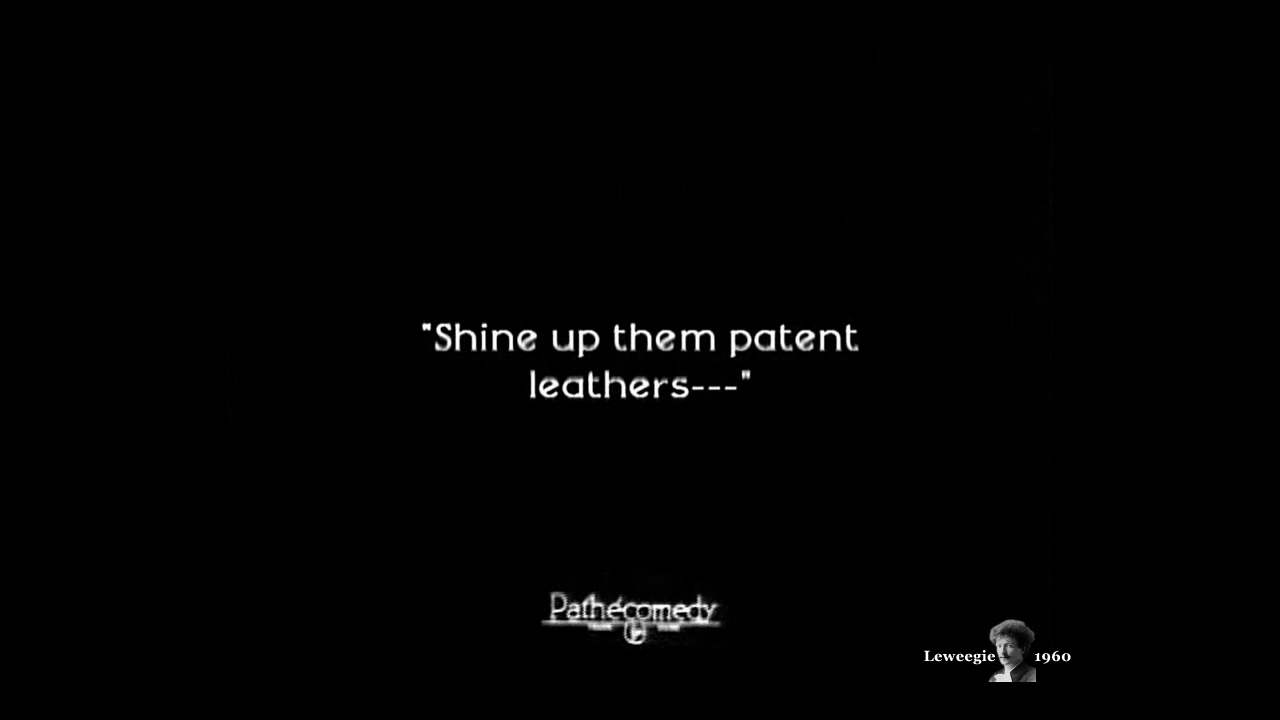 "Shine up them patent
leathers---"
Pathécomedy
Leweegie 1960